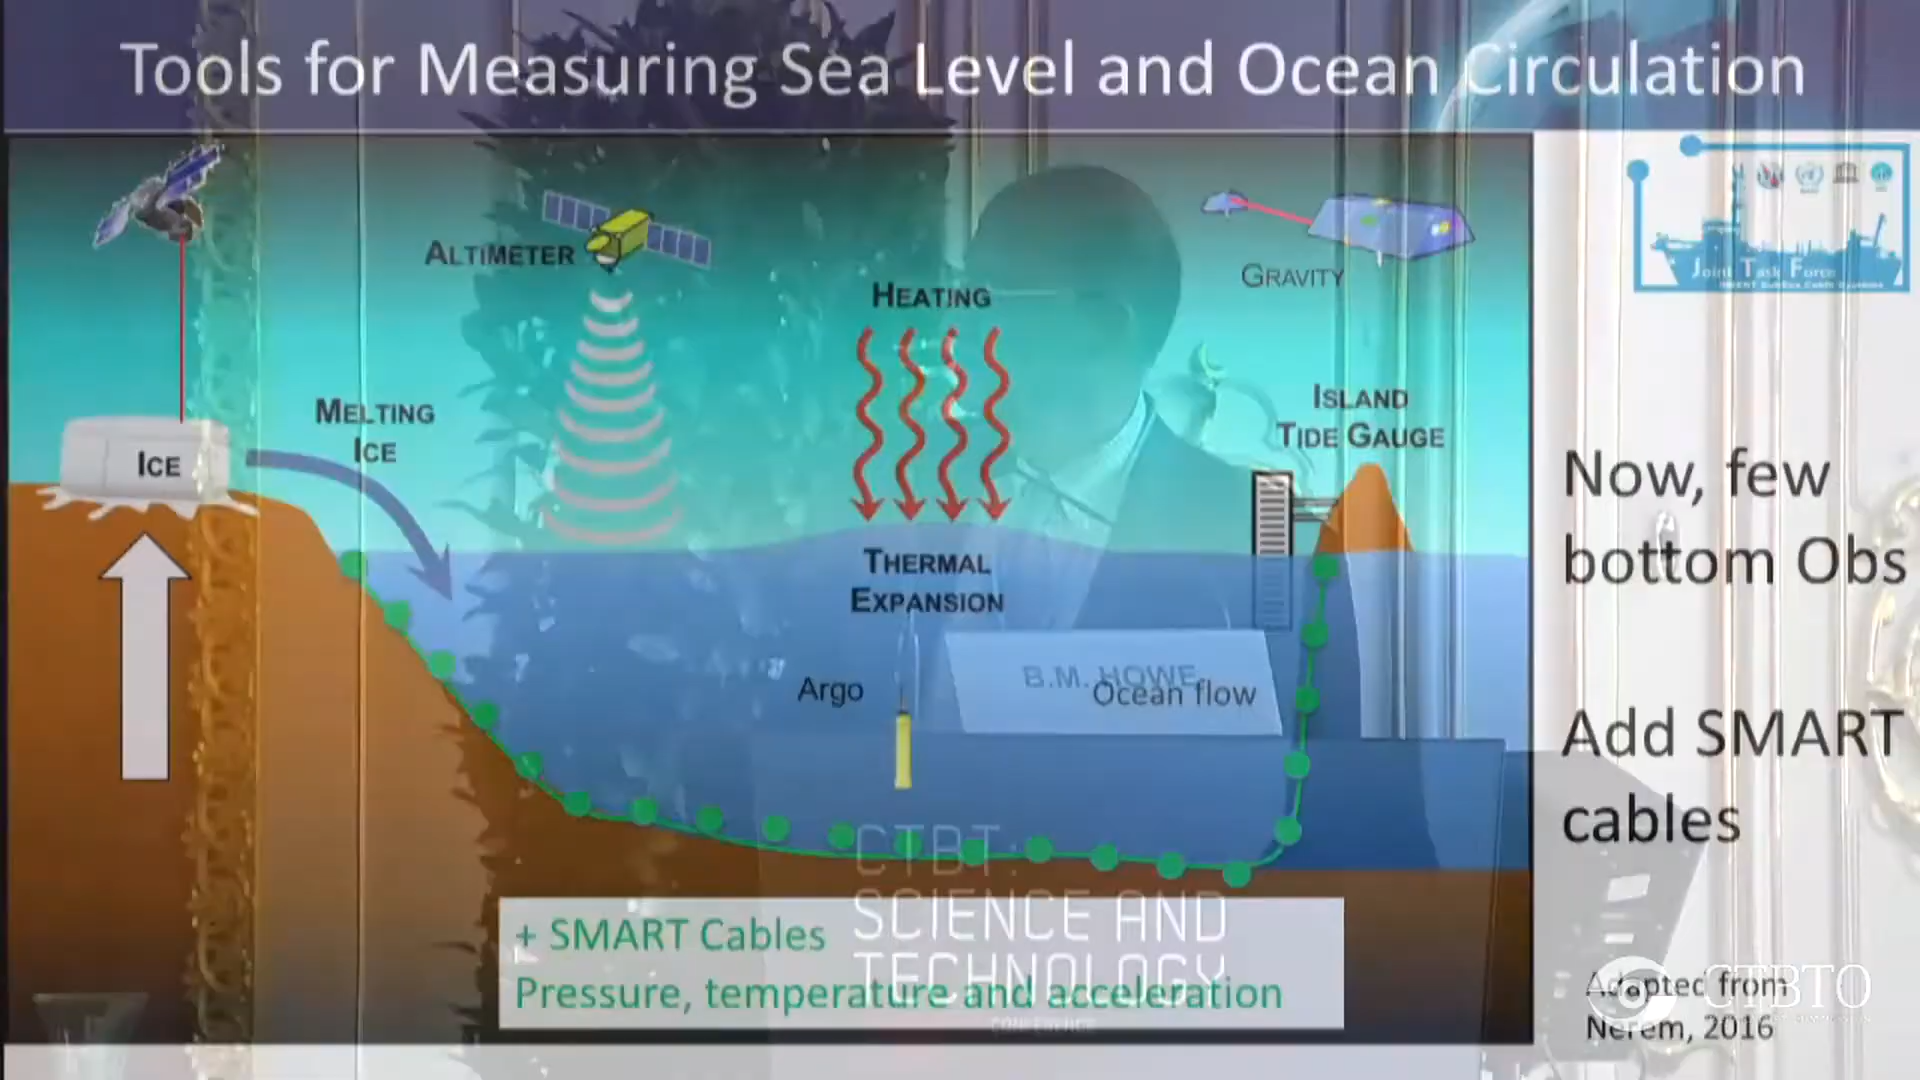 Tools for Measuring Sea Level and Ocean Circulation
ALTIMETER
HEATING
GRAVITY
ISLAND
TIDE GAUGE
MELTING
ICE
ICE
Now, few
bottom Obs
THERMAL
EXPANSION
Argo
B.M. HOWE
Ocean flow
Add SMART
cables
CTBT:
SCIENCE AND
TECHNOLOGY
CONFERENCE
+ SMART Cables
Pressure, temperature and acceleration
Joint Task Force
CTBTO
Adapted from
Nerem, 2016